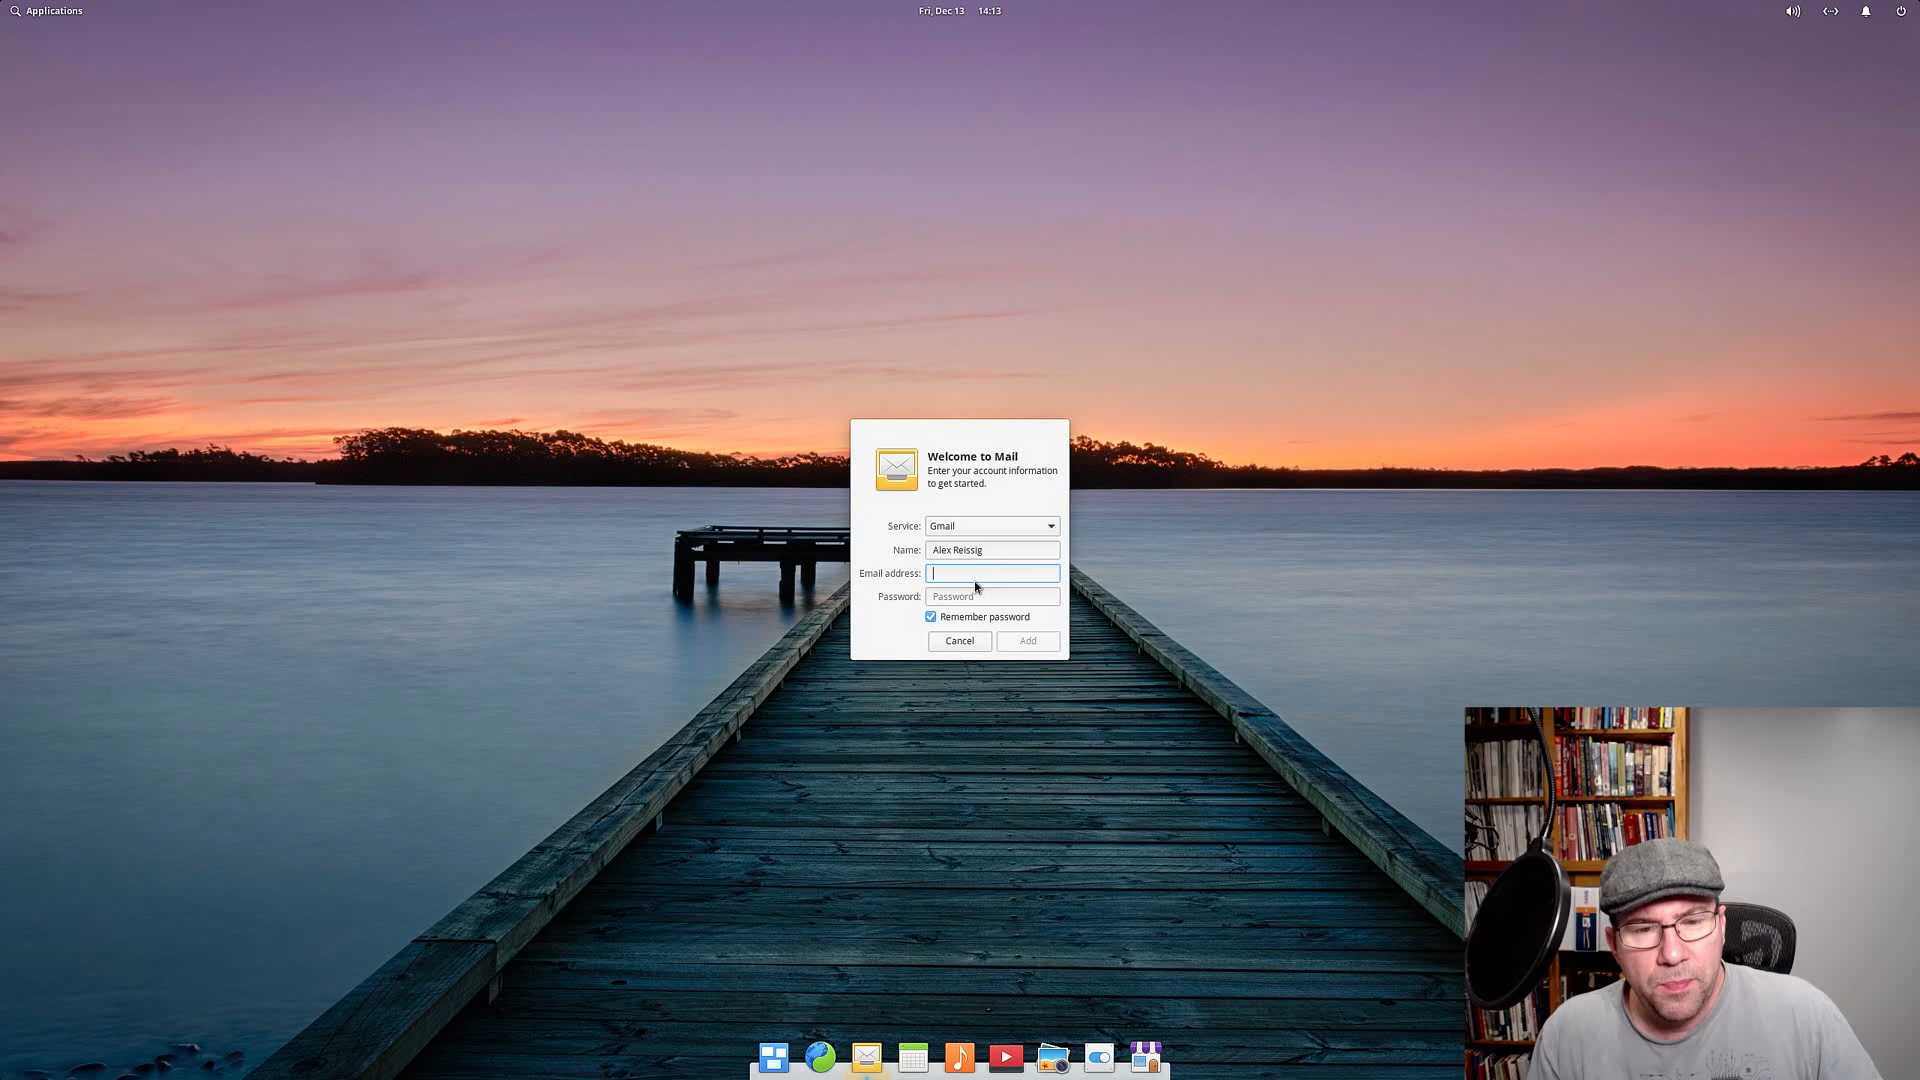 Applications
Fri, Dec 13 14:13
Welcome to Mail
Enter your account information
to get started.
Service: Gmail
Name: Alex Reissig
Email address:
Password: Password
Remember password
Cancel Add